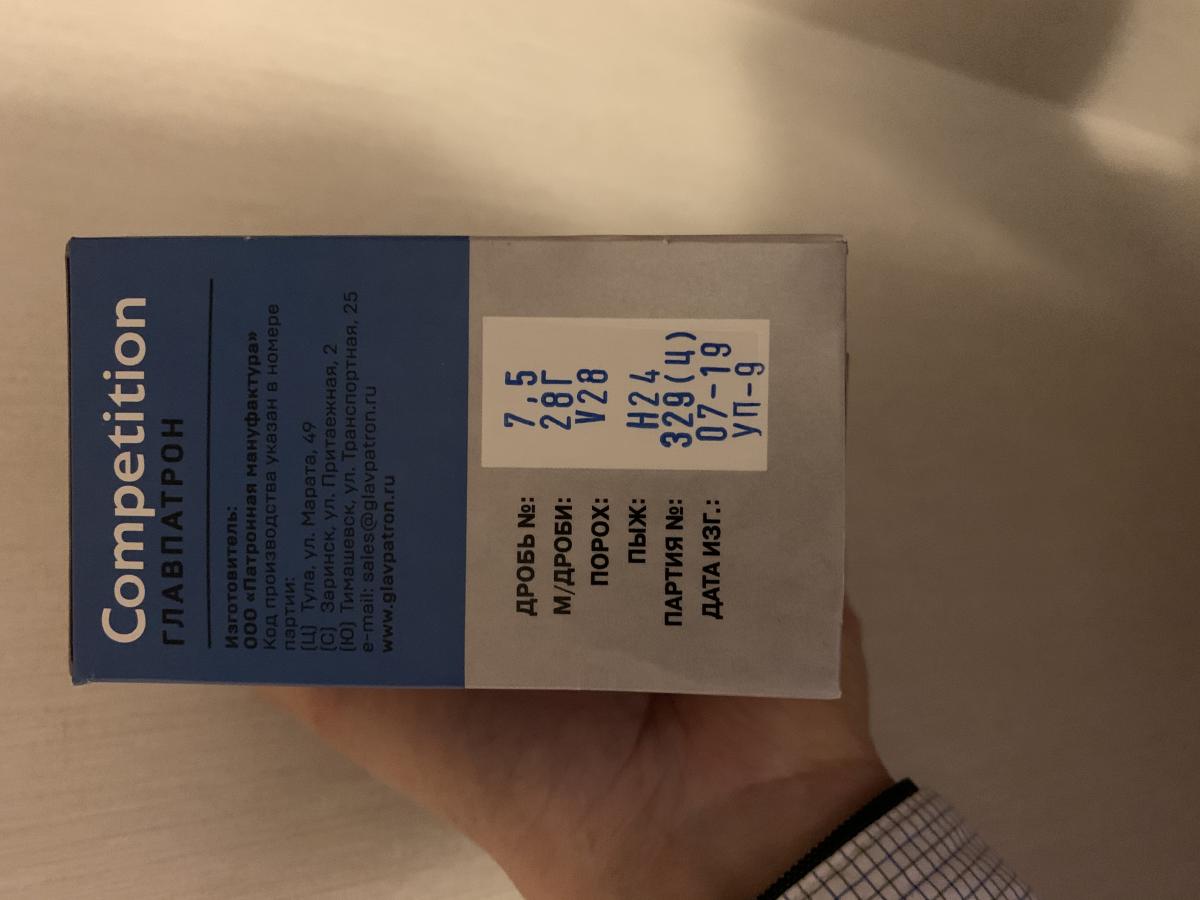 Competition
ГЛАВПАТРОН
Изготовитель:
ООО «Патронная мануфактура»
Код производства указан в номере
партии:
(Ц) Тула, ул. Марата, 49
(С) Заринск, ул. Притаежная, 2
(Ю) Тимашевск, ул. Транспортная, 25
e-mail: sales@glavpatron.ru
www.glavpatron.ru
ДРОБЬ №: 7,5
М/ДРОБИ: 28Г
ПОРОХ: V28
ПЫЖ: Н24
ПАРТИЯ №: 329(Ц)
ДАТА ИЗГ.: 07-19
УП-9